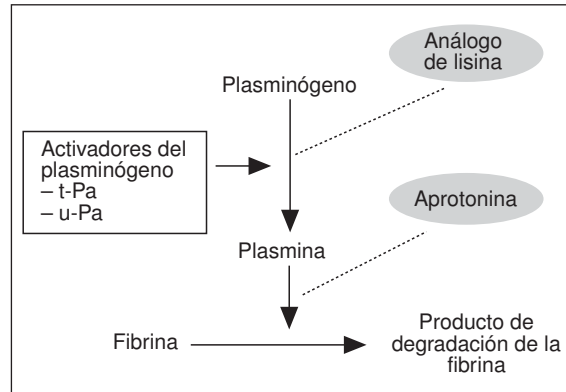 Análogo
de lisina
Plasminógeno
Activadores del
plasminógeno
– t-Pa
– u-Pa
Aprotonina
Plasmina
Fibrina
Producto de
degradación de la
fibrina